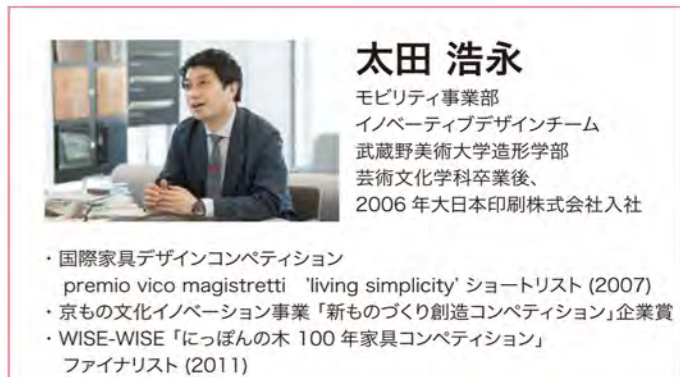 太田 浩永
モビリティ事業部
イノベーティブデザインチーム
武蔵野美術大学造形学部
芸術文化学科卒業後、
2006 年大日本印刷株式会社入社
・国際家具デザインコンペティション
premio vico magistretti 'living simplicity' ショートリスト (2007)
・京もの文化イノベーション事業「新ものづくり創造コンペティション」企業賞
・WISE-WISE「にっぽんの木 100 年家具コンペティション」
ファイナリスト (2011)